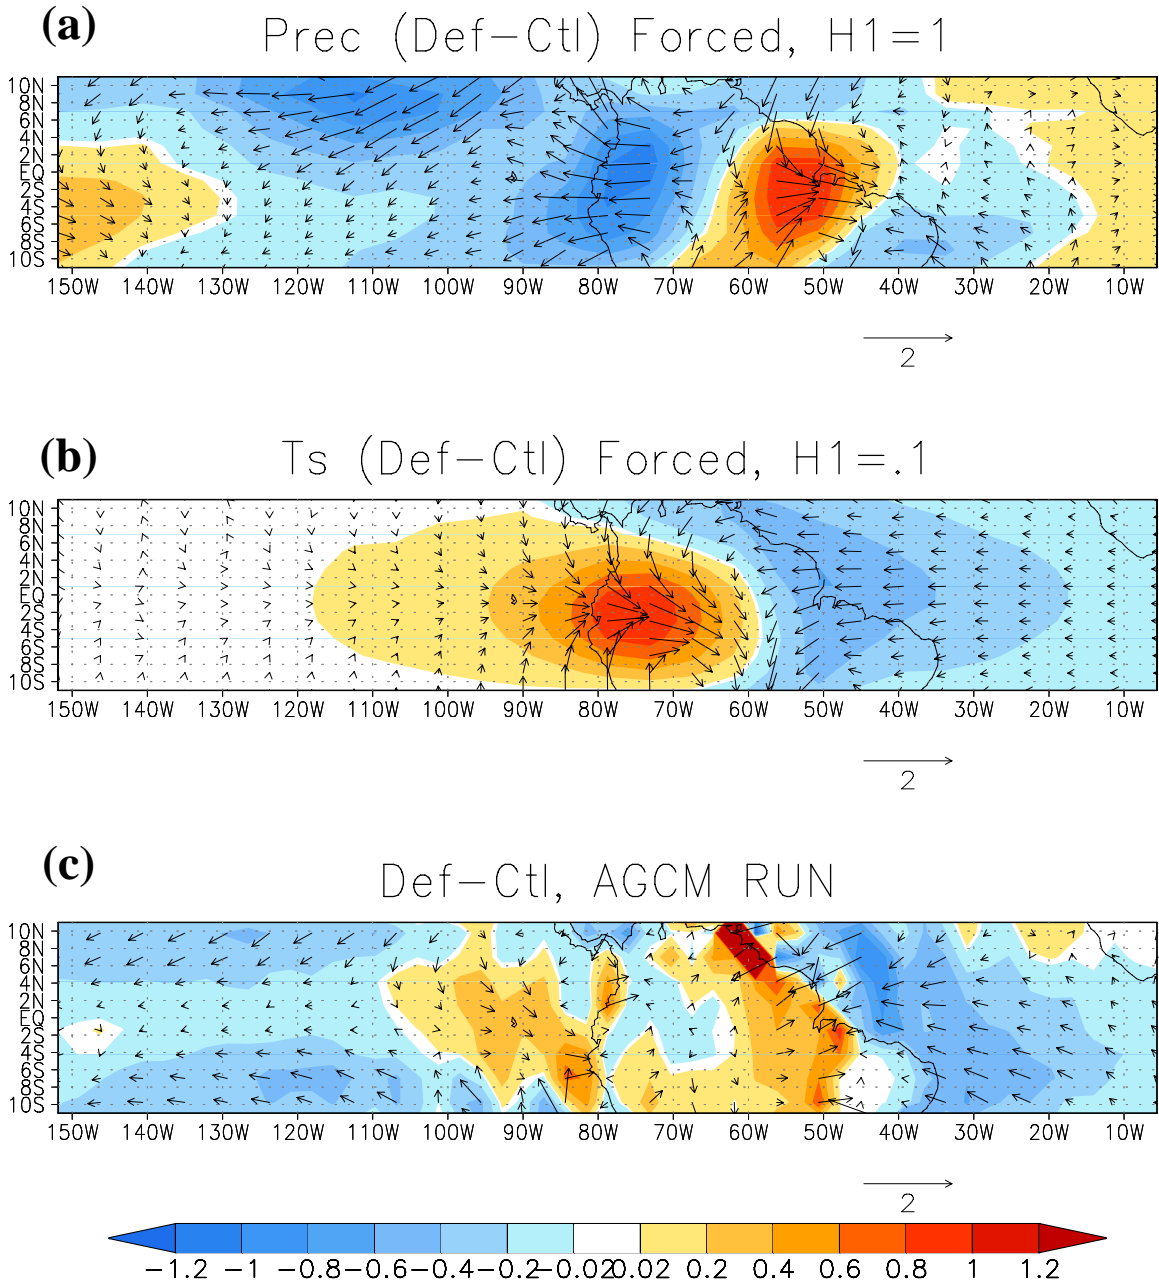 (a)
Prec (Def-Ctl) Forced, H1=1
10N
8N
6N
4N
2N
EQ
2S
4S
6S
8S
10S
150W 140W 130W 120W 110W 100W 90W 80W 70W 60W 50W 40W 30W 20W 10W
2
(b)
Ts (Def-Ctl) Forced, H1=.1
10N
8N
6N
4N
2N
EQ
2S
4S
6S
8S
10S
150W 140W 130W 120W 110W 100W 90W 80W 70W 60W 50W 40W 30W 20W 10W
2
(c)
Def-Ctl, AGCM RUN
10N
8N
6N
4N
2N
EQ
2S
4S
6S
8S
10S
150W 140W 130W 120W 110W 100W 90W 80W 70W 60W 50W 40W 30W 20W 10W
2
-1.2 -1 -0.8 -0.6 -0.4 -0.2 -0.02 0.02 0.2 0.4 0.6 0.8 1 1.2